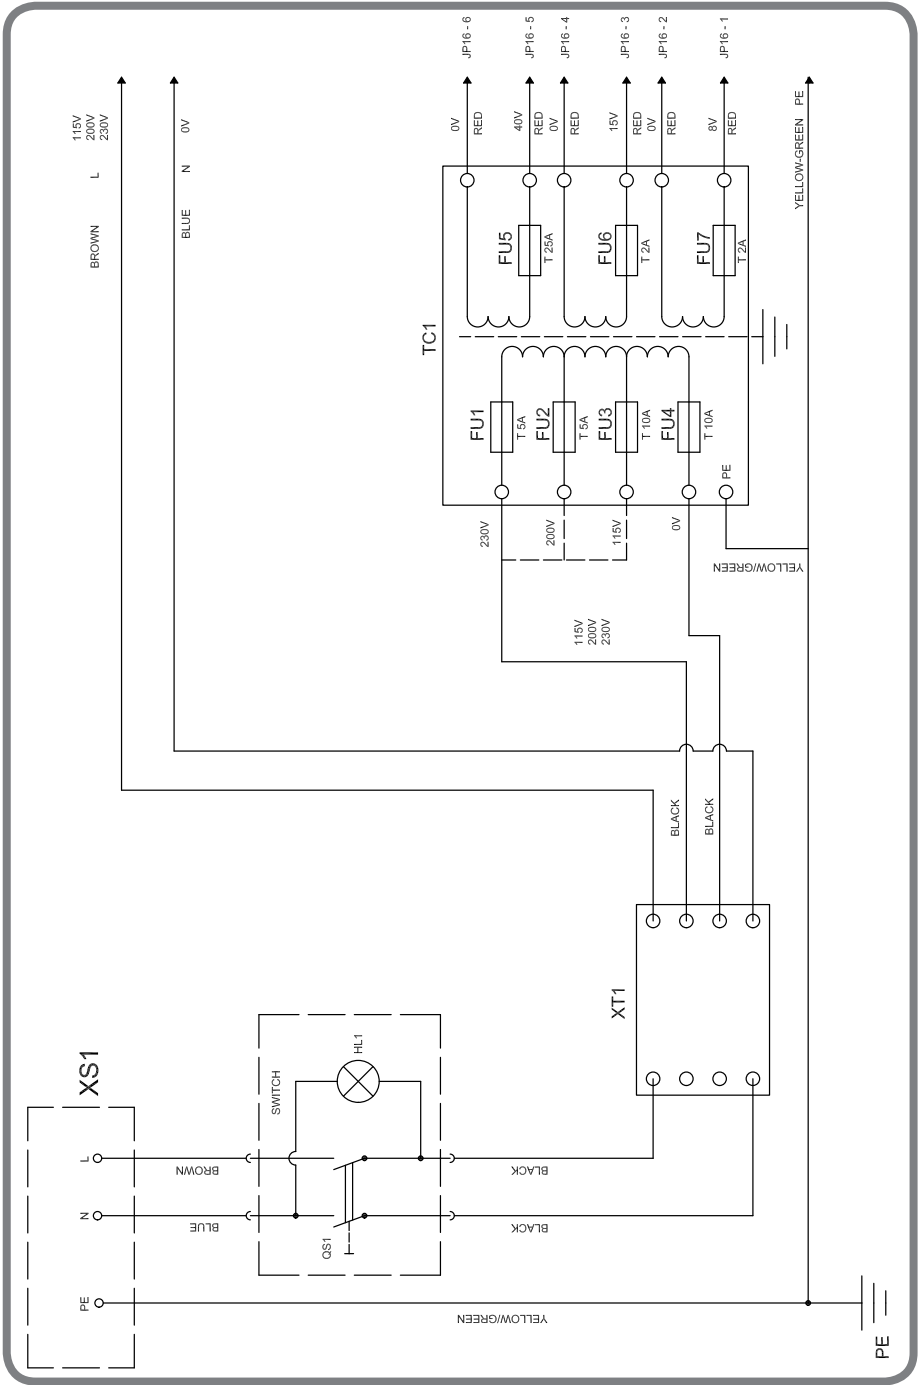 JP16 - 6
JP16 - 5
JP16 - 4
JP16 - 3
JP16 - 2
JP16 - 1
115V
200V
230V
L
BROWN
0V
N
BLUE
0V
RED
40V
RED
0V
RED
15V
RED
0V
RED
8V
RED
PE
YELLOW-GREEN
TC1
FU5
T 25A
FU6
T 2A
FU7
T 2A
FU1
T 5A
FU2
T 5A
FU3
T 10A
FU4
T 10A
PE
230V
200V
115V
0V
YELLOW/GREEN
115V
200V
230V
BLACK
BLACK
XT1
XS1
L
N
PE
BROWN
BLUE
SWITCH
HL1
QS1
BLACK
BLACK
YELLOW/GREEN
PE